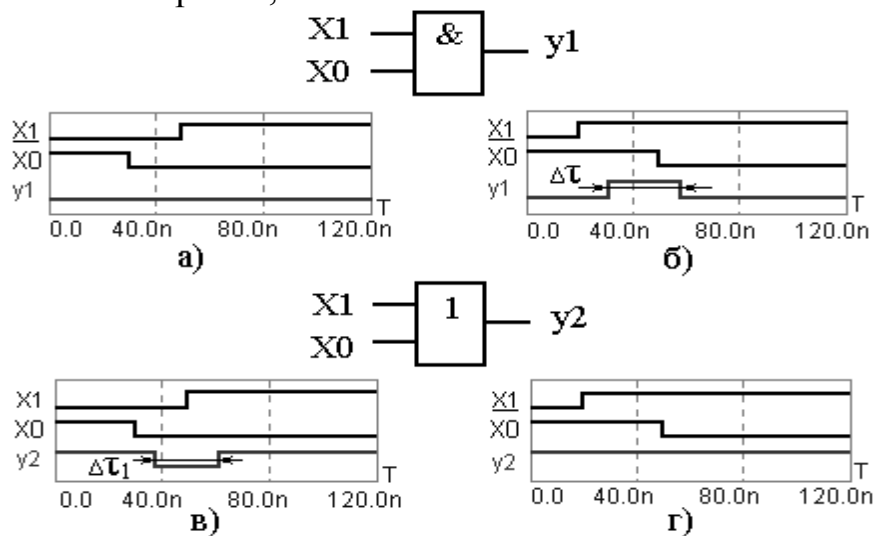 X1
&
y1
X0
X1
X0
y1
T
0.0 40.0n 80.0n 120.0n
а)
X1
X0
y1
Δτ
T
0.0 40.0n 80.0n 120.0n
б)
X1
1
y2
X0
X1
X0
y2
Δτ1
T
0.0 40.0n 80.0n 120.0n
в)
X1
X0
y2
T
0.0 40.0n 80.0n 120.0n
г)